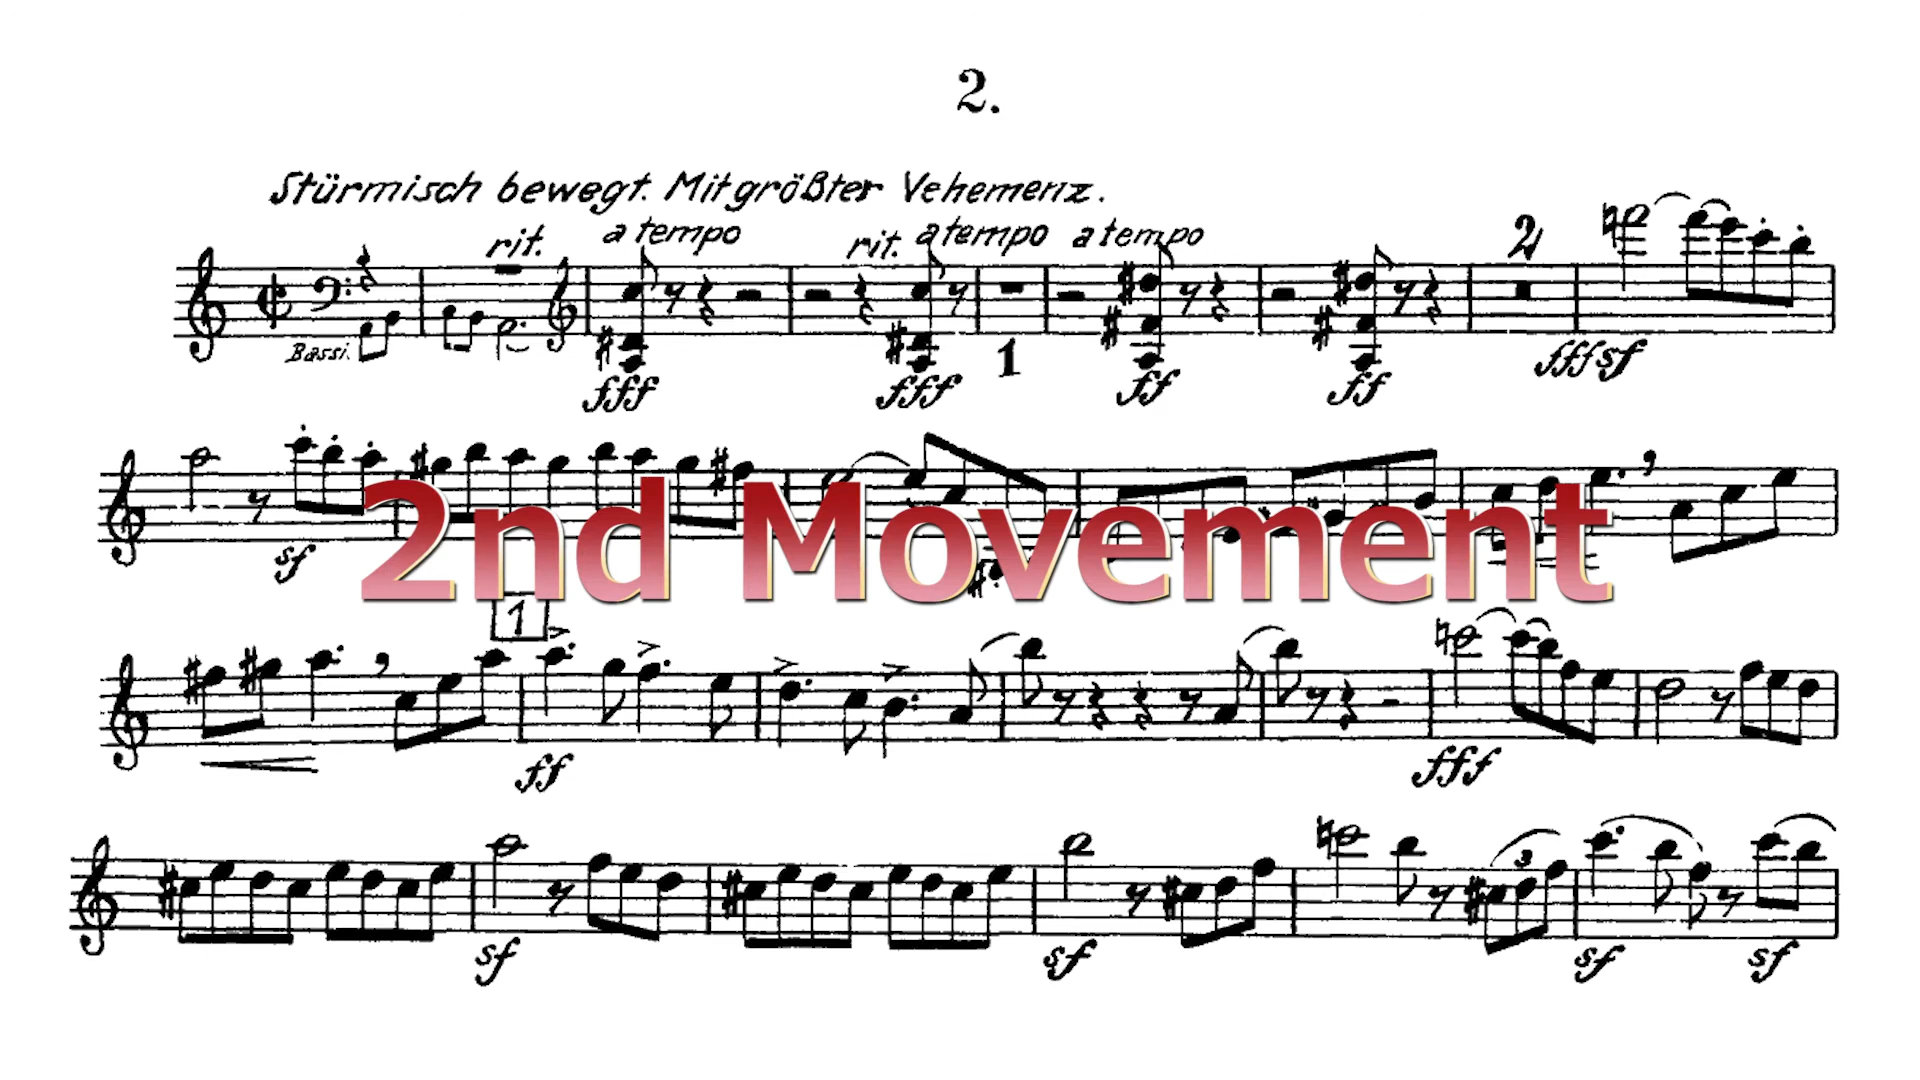 2.
Stürmisch bewegt. Mit größter Vehemenz.
rit. a tempo rit. a tempo a tempo
2
Bassi.
1
fff fff ff ff fff sf
sf
2nd Movement
1
ff fff
3
sf sf sf sf